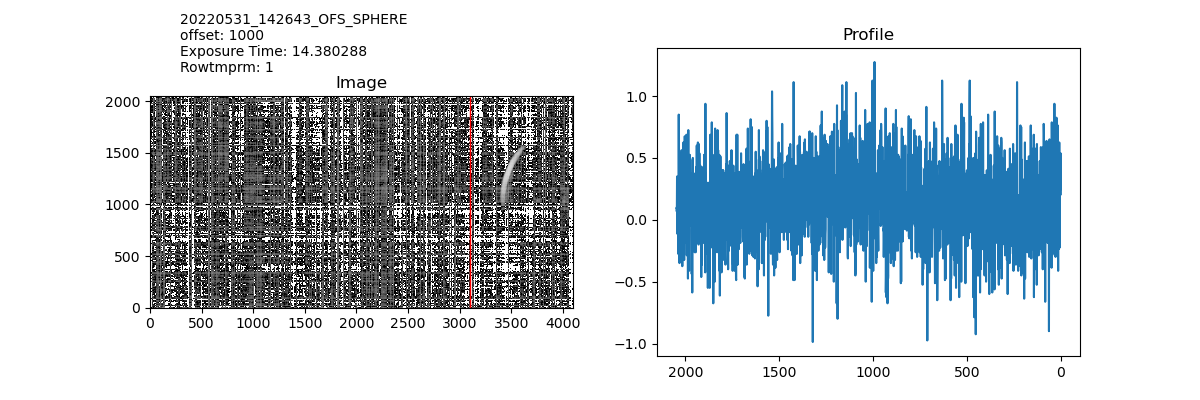 20220531_142643_OFS_SPHERE
offset: 1000
Exposure Time: 14.380288
Rowtmprm: 1
Image
2000
1500
1000
500
0
0 500 1000 1500 2000 2500 3000 3500 4000
Profile
1.0
0.5
0.0
−0.5
−1.0
2000 1500 1000 500 0